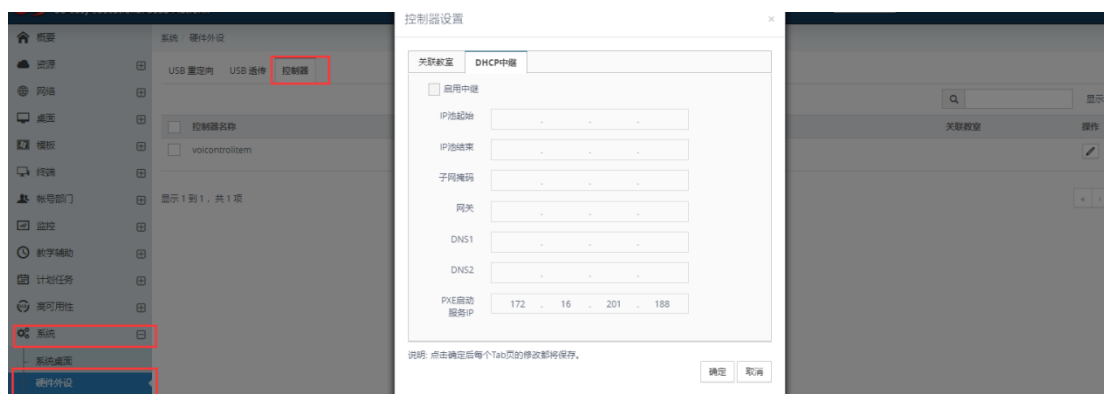 控制器设置 ×
概要
系统 / 硬件外设
资源
USB 重定向 USB 透传 控制器
关联教室 DHCP中继
网络
启用中继
显示
桌面
IP池起始 . . .
控制器名称
关联教室 操作
模板
voicontrolitem
IP池结束 . . .
终端
子网掩码 . . .
帐号部门
显示 1 到 1，共 1 项
网关 . . .
监控
DNS1 . . .
教学辅助
DNS2 . . .
计划任务
高可用性
PXE启动
服务IP 172 . 16 . 201 . 188
系统
说明: 点击确定后每个Tab页的修改都将保存。
系统桌面
确定 取消
硬件外设